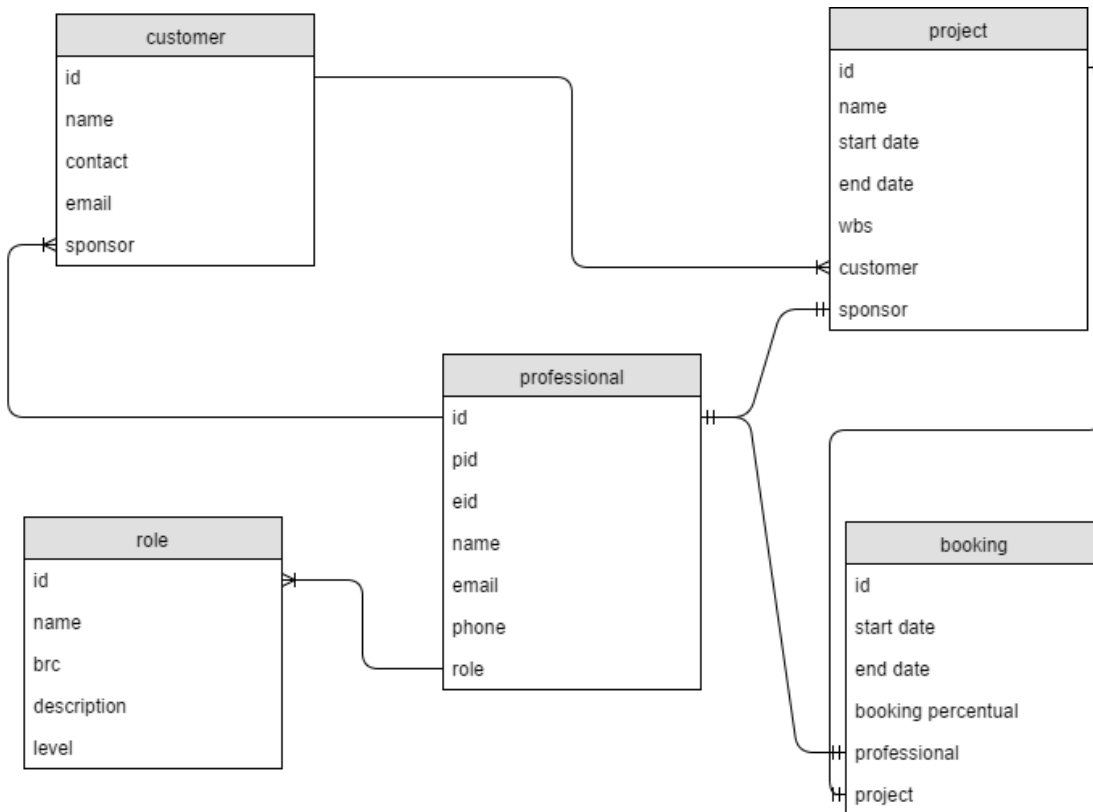 customer
id
name
contact
email
sponsor
project
id
name
start date
end date
wbs
customer
sponsor
professional
id
pid
eid
name
email
phone
role
role
id
name
brc
description
level
booking
id
start date
end date
booking percentual
professional
project